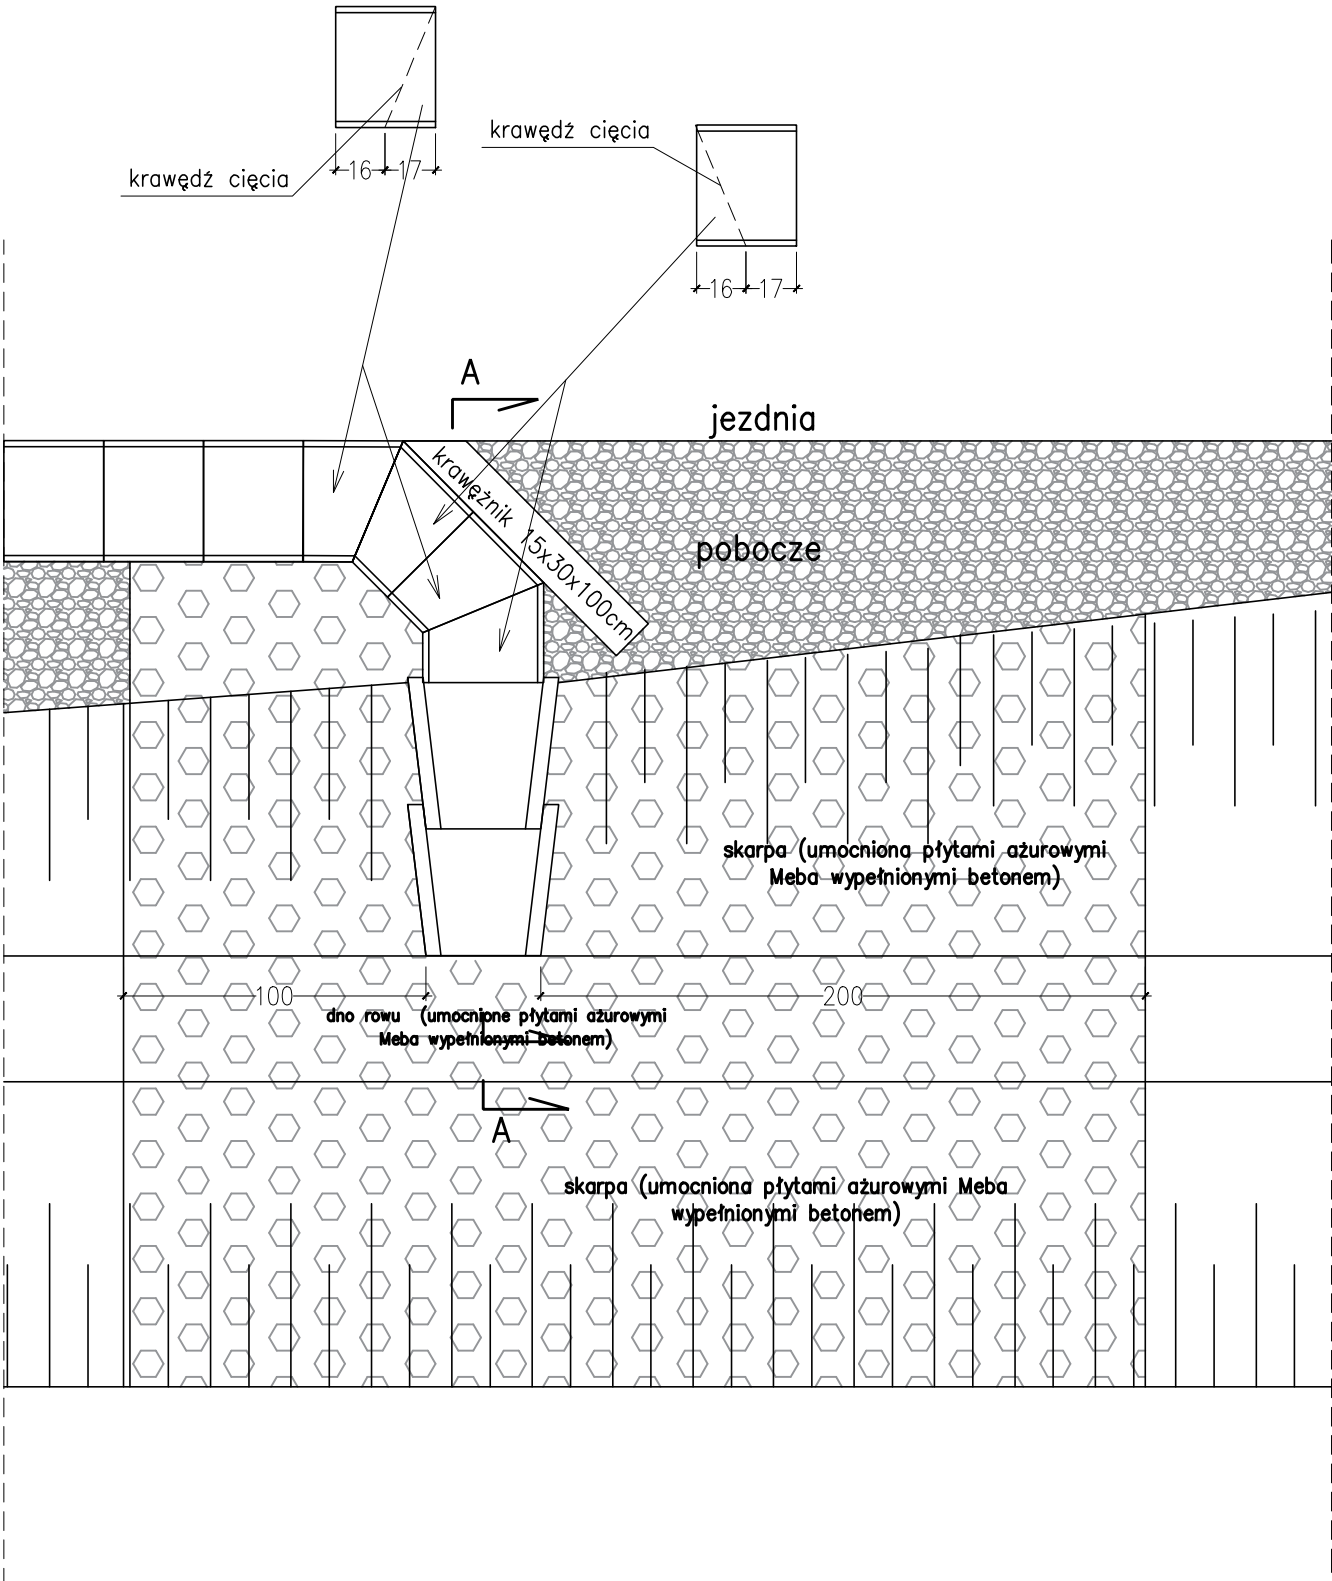 16
17
krawędź cięcia
krawędź cięcia
16
17
A
jezdnia
krawężnik 15x30x100cm
pobocze
skarpa (umocniona płytami ażurowymi
Meba wypełnionymi betonem)
100
200
dno rowu (umocnione płytami ażurowymi
Meba wypełnionymi betonem)
A
skarpa (umocniona płytami ażurowymi Meba
wypełnionymi betonem)